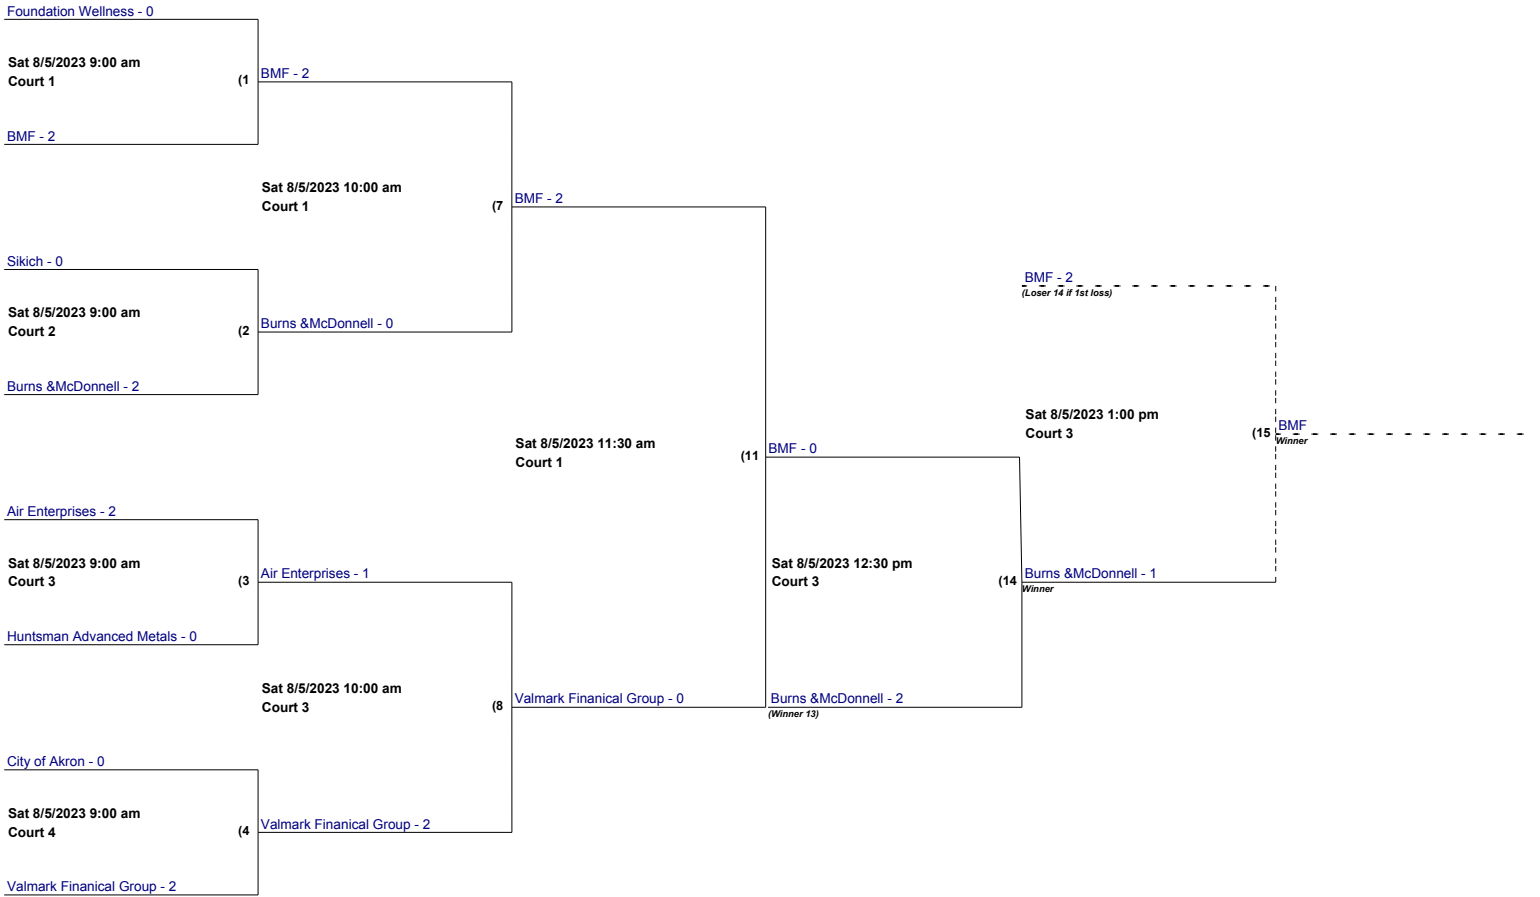 Foundation Wellness - 0
Sat 8/5/2023 9:00 am
Court 1
(1
BMF - 2
BMF - 2
Sat 8/5/2023 10:00 am
Court 1
(7
BMF - 2
Sikich - 0
Sat 8/5/2023 9:00 am
Court 2
(2
Burns &McDonnell - 0
Burns &McDonnell - 2
BMF - 2
(Loser 14 if 1st loss)
Sat 8/5/2023 1:00 pm
Court 3
(15
BMF
Winner
Sat 8/5/2023 11:30 am
Court 1
(11
BMF - 0
Air Enterprises - 2
Sat 8/5/2023 9:00 am
Court 3
(3
Air Enterprises - 1
Sat 8/5/2023 12:30 pm
Court 3
(14
Burns &McDonnell - 1
Winner
Huntsman Advanced Metals - 0
Sat 8/5/2023 10:00 am
Court 3
(8
Valmark Finanical Group - 0
Burns &McDonnell - 2
(Winner 13)
City of Akron - 0
Sat 8/5/2023 9:00 am
Court 4
(4
Valmark Finanical Group - 2
Valmark Finanical Group - 2